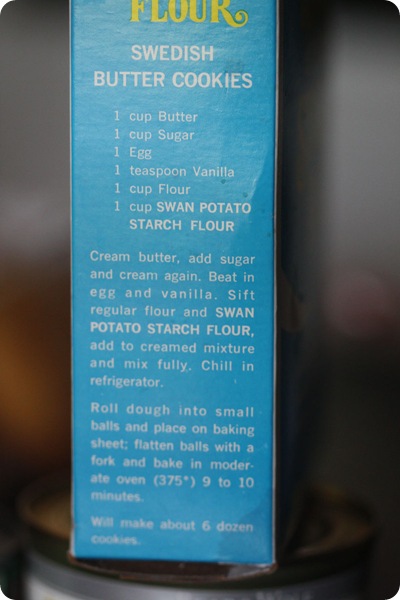 FLOUR
SWEDISH
BUTTER COOKIES
1 cup Butter
1 cup Sugar
1 Egg
1 teaspoon Vanilla
1 cup Flour
1 cup SWAN POTATO
STARCH FLOUR
Cream butter, add sugar
and cream again. Beat in
egg and vanilla. Sift
regular flour and SWAN
POTATO STARCH FLOUR,
add to creamed mixture
and mix fully. Chill in
refrigerator.
Roll dough into small
balls and place on baking
sheet; flatten balls with a
fork and bake in moder-
ate oven (375°) 9 to 10
minutes.
Will make about 6 dozen
cookies.